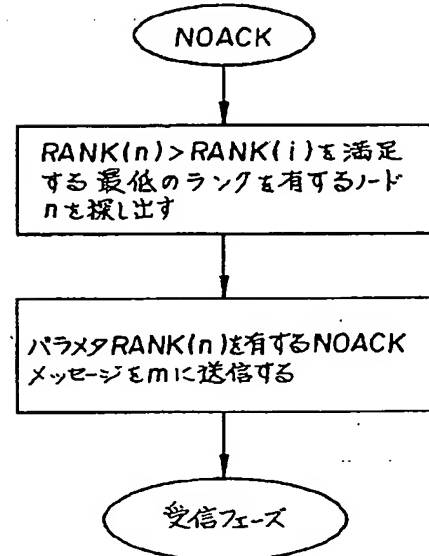 NOACK
RANK(n)>RANK(i)を満足
する最低のランクを有するノード
nを探し出す
パラメタRANK(n)を有するNOACK
メッセージをmに送信する
受信フェーズ